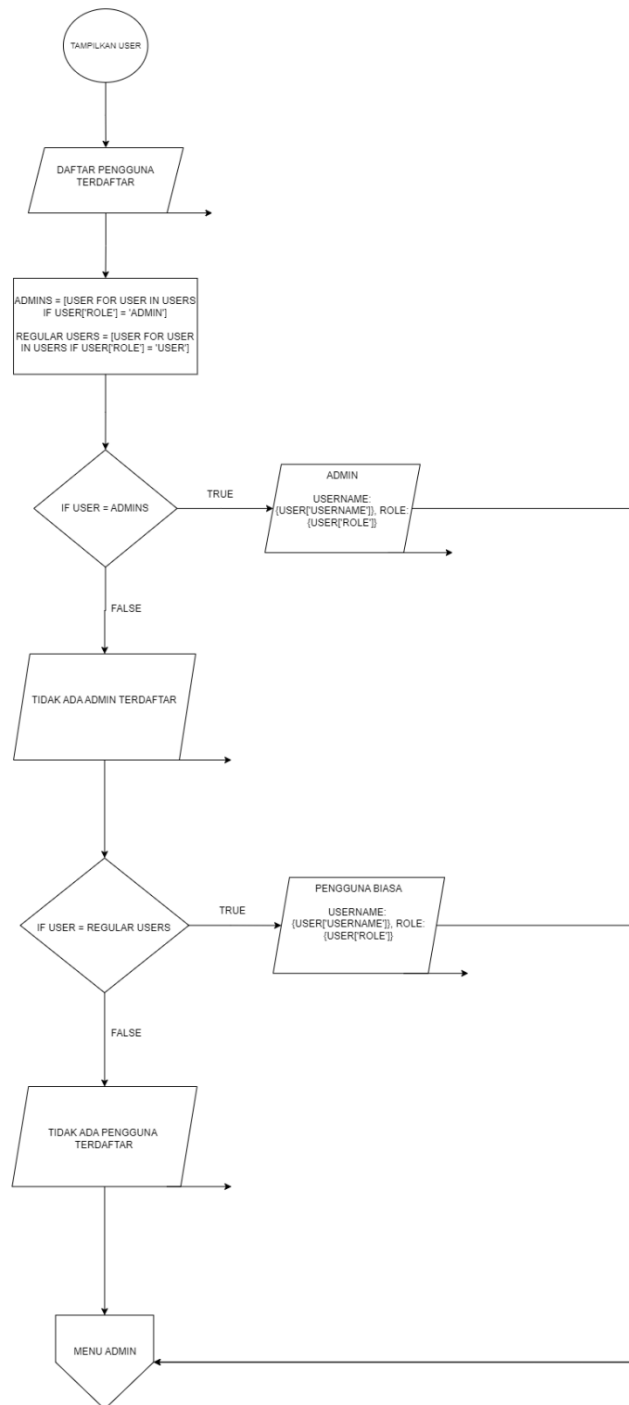 TAMPILKAN USER
DAFTAR PENGGUNA
TERDAFTAR
ADMINS = [USER FOR USER IN USERS
IF USER['ROLE'] = 'ADMIN']
REGULAR USERS = [USER FOR USER
IN USERS IF USER['ROLE'] = 'USER']
IF USER = ADMINS
TRUE
ADMIN
USERNAME:
{USER['USERNAME']}, ROLE:
{USER['ROLE']}
FALSE
TIDAK ADA ADMIN TERDAFTAR
IF USER = REGULAR USERS
TRUE
PENGGUNA BIASA
USERNAME:
{USER['USERNAME']}, ROLE:
{USER['ROLE']}
FALSE
TIDAK ADA PENGGUNA
TERDAFTAR
MENU ADMIN